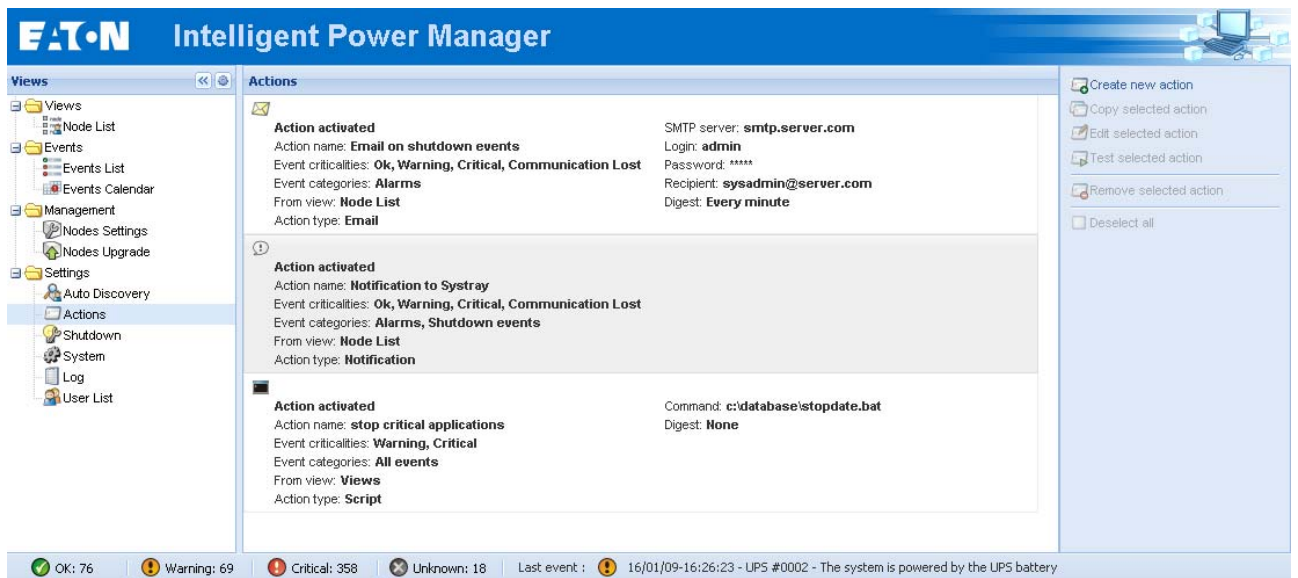 EATON Intelligent Power Manager
Views
Views
Node List
Events
Events List
Events Calendar
Management
Nodes Settings
Nodes Upgrade
Settings
Auto Discovery
Actions
Shutdown
System
Log
User List
Actions
Action activated
Action name: Email on shutdown events
Event criticalities: Ok, Warning, Critical, Communication Lost
Event categories: Alarms
From view: Node List
Action type: Email
SMTP server: smtp.server.com
Login: admin
Password: *****
Recipient: sysadmin@server.com
Digest: Every minute
Action activated
Action name: Notification to Systray
Event criticalities: Ok, Warning, Critical, Communication Lost
Event categories: Alarms, Shutdown events
From view: Node List
Action type: Notification
Action activated
Action name: stop critical applications
Event criticalities: Warning, Critical
Event categories: All events
From view: Views
Action type: Script
Command: c:\database\stopdate.bat
Digest: None
Create new action
Copy selected action
Edit selected action
Test selected action
Remove selected action
Deselect all
OK: 76 Warning: 69 Critical: 358 Unknown: 18 Last event : 16/01/09-16:26:23 - UPS #0002 - The system is powered by the UPS battery